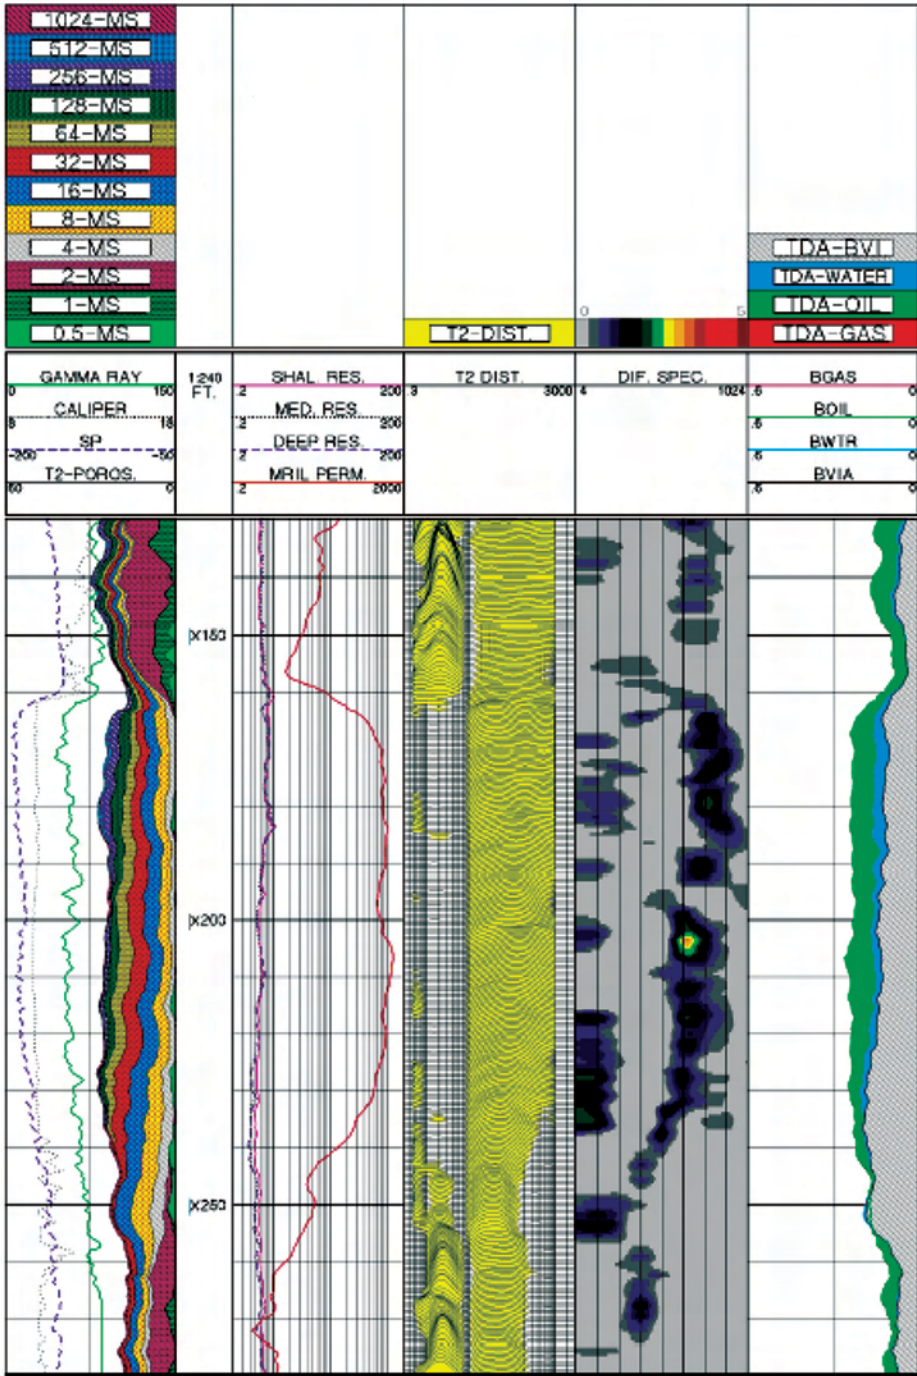 1024-MS
512-MS
256-MS
128-MS
64-MS
32-MS
16-MS
8-MS
4-MS
2-MS
1-MS
0.5-MS
T2-DIST.
0 5
TDA-BVI
TDA-WATER
TDA-OIL
TDA-GAS
GAMMA RAY
0 150
CALIPER
SP
-200 -50
T2-POROS.
60 0
1:240
FT.
SHAL. RES.
.2 200
MED. RES.
.2 200
DEEP RES.
.2 200
MRIL PERM.
.2 2000
T2 DIST.
.3 3000
DIF. SPEC.
4 1024
BGAS
.5 0
BOIL
.5 0
BWTR
.5 0
BVIA
.5 0
X150
X200
X250